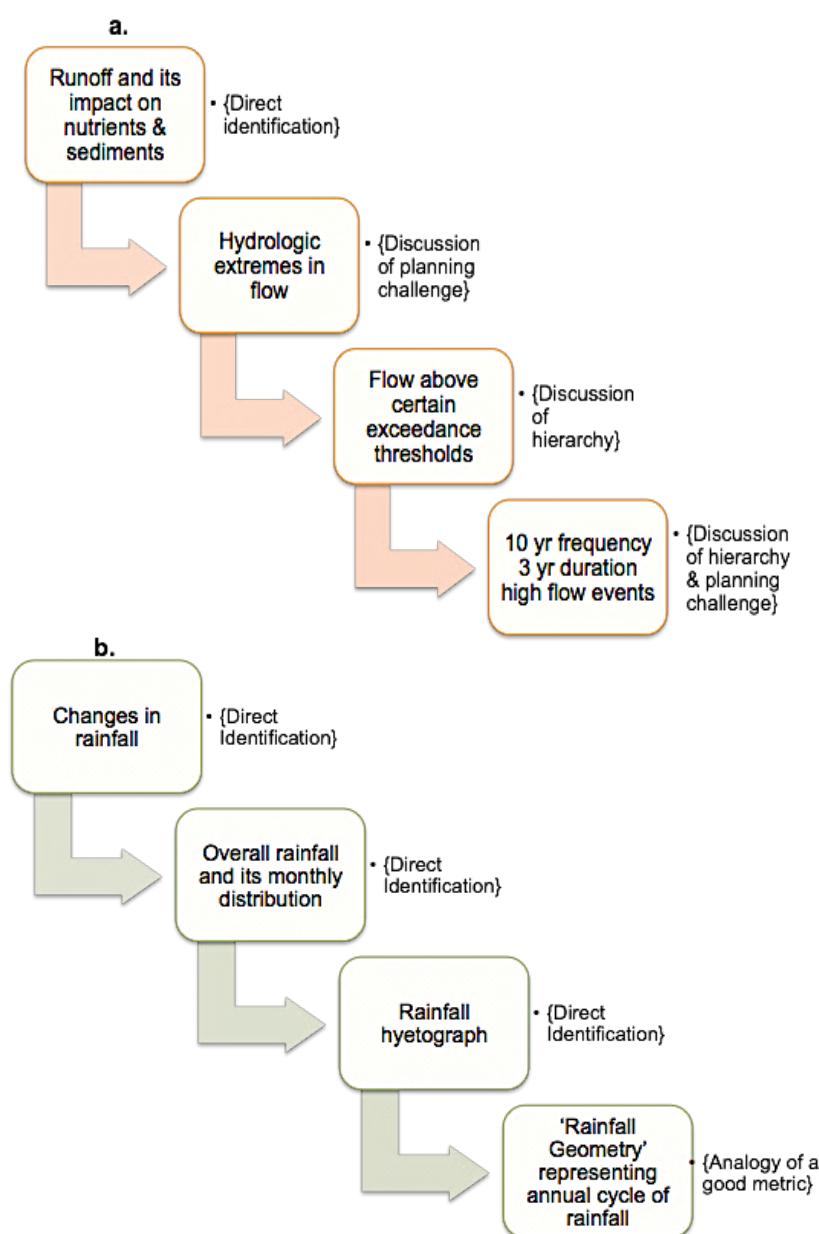 a.
Runoff and its
impact on
nutrients &
sediments
• {Direct
identification}
Hydrologic
extremes in
flow
• {Discussion
of planning
challenge}
Flow above
certain
exceedance
thresholds
• {Discussion
of
hierarchy}
10 yr frequency
3 yr duration
high flow events
• {Discussion
of hierarchy
& planning
challenge}
b.
Changes in
rainfall
• {Direct
Identification}
Overall rainfall
and its monthly
distribution
• {Direct
Identification}
Rainfall
hyetograph
• {Direct
Identification}
‘Rainfall
Geometry’
representing
annual cycle of
rainfall
• {Analogy of a
good metric}